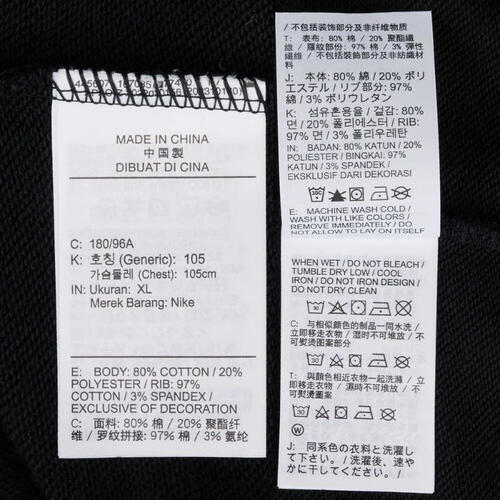 MADE IN CHINA
中國製
DIBUAT DI CINA
C: 180/96A
K: 호칭 (Generic): 105
가슴둘레 (Chest): 105cm
IN: Ukuran: XL
Merek Barang: Nike
E: BODY: 80% COTTON / 20%
POLYESTER / RIB: 97%
COTTON / 3% SPANDEX /
EXCLUSIVE OF DECORATION
C: 面料: 80% 棉 / 20% 聚酯纤
维 / 罗纹拼接: 97% 棉 / 3% 氨纶
/ 不包括装饰部分及非纤维物质
T: 表布: 80% 棉 / 20% 聚酯纖
維 / 羅紋部份: 97% 棉 / 3% 彈性
纖維 / 不包括裝飾部分及非紡織材
料
J: 本体: 80% 綿 / 20% ポリ
エステル / リブ部分: 97%
綿 / 3% ポリウレタン
K: 섬유혼용율 / 겉감: 80%
면 / 20% 폴리에스터 / RIB:
97% 면 / 3% 폴리우레탄
IN: BADAN: 80% KATUN / 20%
POLIESTER / BINGKAI: 97%
KATUN / 3% SPANDEKS /
EKSKLUSIF DARI DEKORASI
E: MACHINE WASH COLD /
WASH WITH LIKE COLORS /
REMOVE IMMEDIATELY / DO
NOT ALLOW TO LAY ON ITSELF
WHEN WET / DO NOT BLEACH /
TUMBLE DRY LOW / COOL
IRON / DO NOT IRON DESIGN /
DO NOT DRY CLEAN
C: 与相似颜色的制品一同水洗 /
立即移走衣物 / 湿时不可堆放 / 不
可熨烫图案部分
T: 與顏色相近衣物一起洗滌 /
立即移走衣物 / 濕時不可堆放 / 不
可熨燙圖案部分
J: 同系色の衣料と洗濯し
て下さい / 洗濯後、速や
かに干してください /